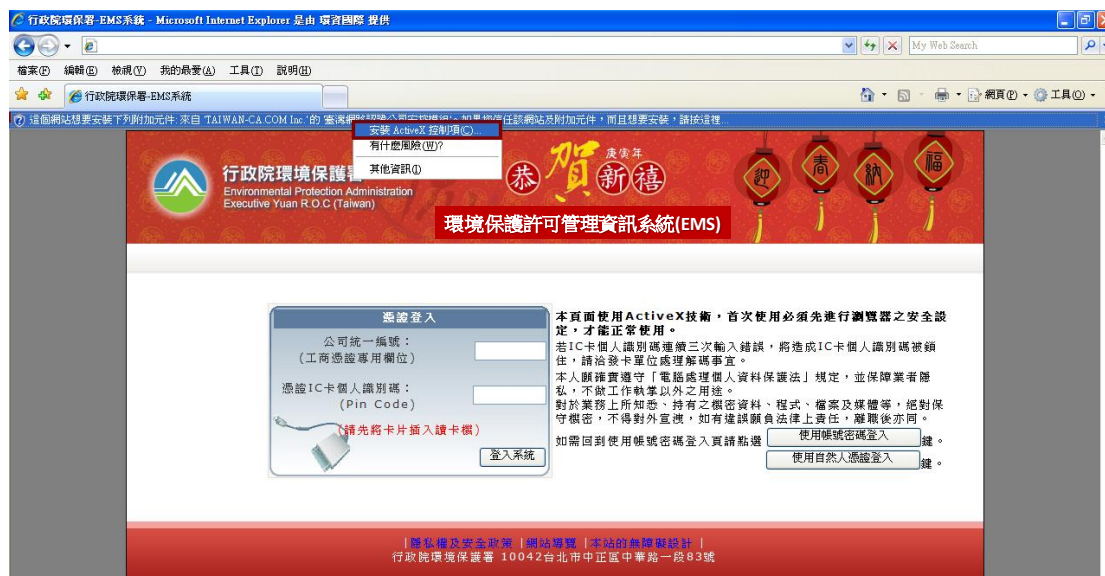 行政院環保署-EMS系統 - Microsoft Internet Explorer 是由 環資國際 提供
My Web Search
檔案(F) 編輯(E) 檢視(V) 我的最愛(A) 工具(T) 說明(H)
行政院環保署-EMS系統
網頁(P) 工具(O)
這個網站想要安裝下列附加元件: 來自 'TAIWAN-CA.COM Inc.'的
如果您信任該網站及附加元件，而且想要安裝，請按這裡...
安裝 ActiveX 控制項(C)...
有什麼風險(W)?
其他資訊(I)
行政院環境保護署
Environmental Protection Administration
Executive Yuan R.O.C (Taiwan)
庚寅年
恭賀新禧
迎春納福
環境保護許可管理資訊系統(EMS)
憑證登入
公司統一編號：
(工商憑證專用欄位)
憑證IC卡個人識別碼：
(Pin Code)
(請先將卡片插入讀卡機)
登入系統
本頁面使用ActiveX技術，首次使用必須先進行瀏覽器之安全設
定，才能正常使用。
若IC卡個人識別碼連續三次輸入錯誤，將造成IC卡個人識別碼被鎖
住，請洽發卡單位處理解碼事宜。
本人願確實遵守「電腦處理個人資料保護法」規定，並保障業者隱
私，不做工作執掌以外之用途。
對於業務上所知悉、持有之機密資料、程式、檔案及媒體等，絕對保
守機密，不得對外宣洩，如有違誤願負法律上責任，離職後亦同。
如需回到使用帳號密碼登入頁請點選 使用帳號密碼登入 鍵。
使用自然人憑證登入 鍵。
|隱私權及安全政策 |網站導覽 |本站的無障礙設計 |
行政院環境保護署 10042台北市中正區中華路一段83號